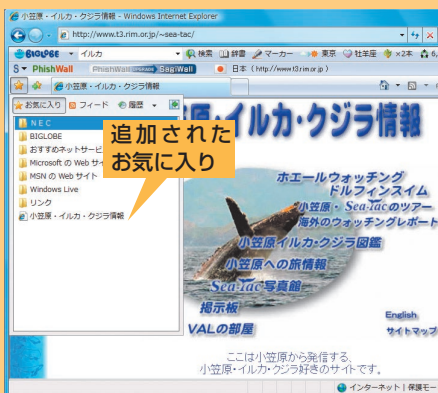 小笠原・イルカ・クジラ情報 - Windows Internet Explorer
http://www.t3.rim.or.jp/~sea-tac/
BIGLOBE イルカ 検索 辞書 マーカー 東京 牡羊座 ×2本
PhishWall PhishWall SagiWall 日本 ( http://www.t3.rim.or.jp )
小笠原・イルカ・クジラ情報
お気に入り フィード 履歴
NEC
BIGLOBE
おすすめネットサービ
Microsoft の Web サイ
MSN の Web サイト
Windows Live
リンク
小笠原・イルカ・クジラ情報
追加された
お気に入り
原・イルカ・クジラ情報
ホエールウォッチング
ドルフィンスイム
小笠原・Sea-Tacのツアー
海外のウォッチングレポート
小笠原イルカ・クジラ図鑑
小笠原への旅情報
Sea-Tac写真館
掲示板
VALの部屋
English
サイトマップ
ここは小笠原から発信する、
小笠原・イルカ・クジラ好きのサイトです。
インターネット | 保護モー